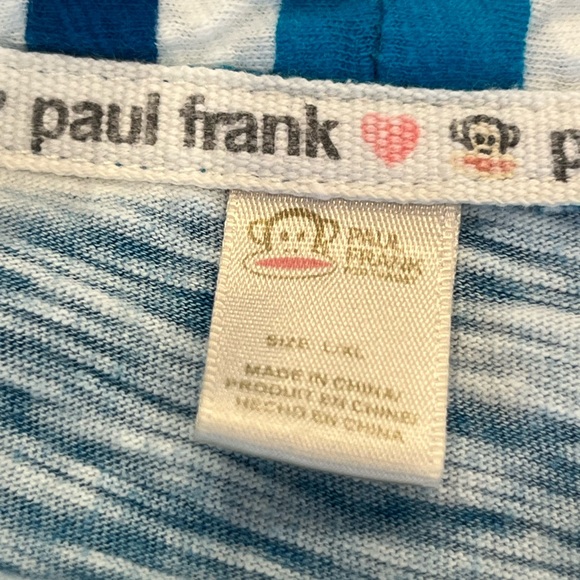 paul frank p
PAUL
FRANK
SIZE L/XL
MADE IN CHINA/
PRODUIT EN CHINE/
HECHO EN CHINA